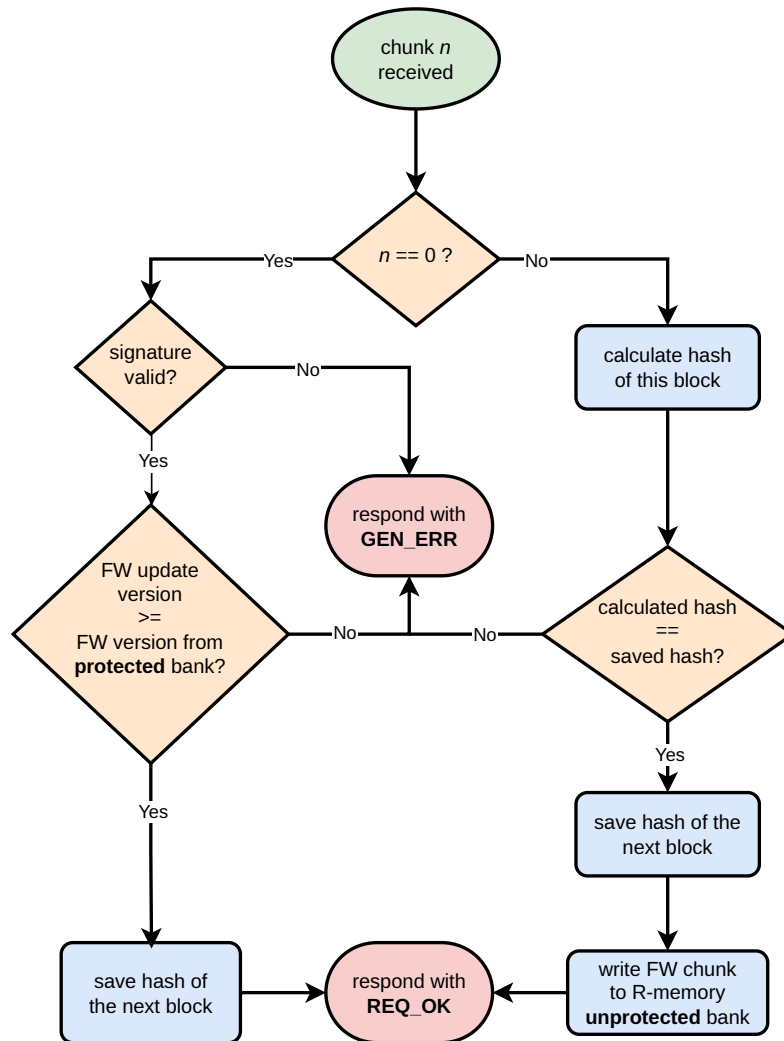 chunk n
received
n == 0 ?
Yes
No
signature
valid?
No
calculate hash
of this block
Yes
respond with
GEN_ERR
FW update
version
>=
FW version from
protected bank?
No
No
calculated hash
==
saved hash?
Yes
Yes
save hash of the
next block
save hash of
the next block
respond with
REQ_OK
write FW chunk
to R-memory
unprotected bank